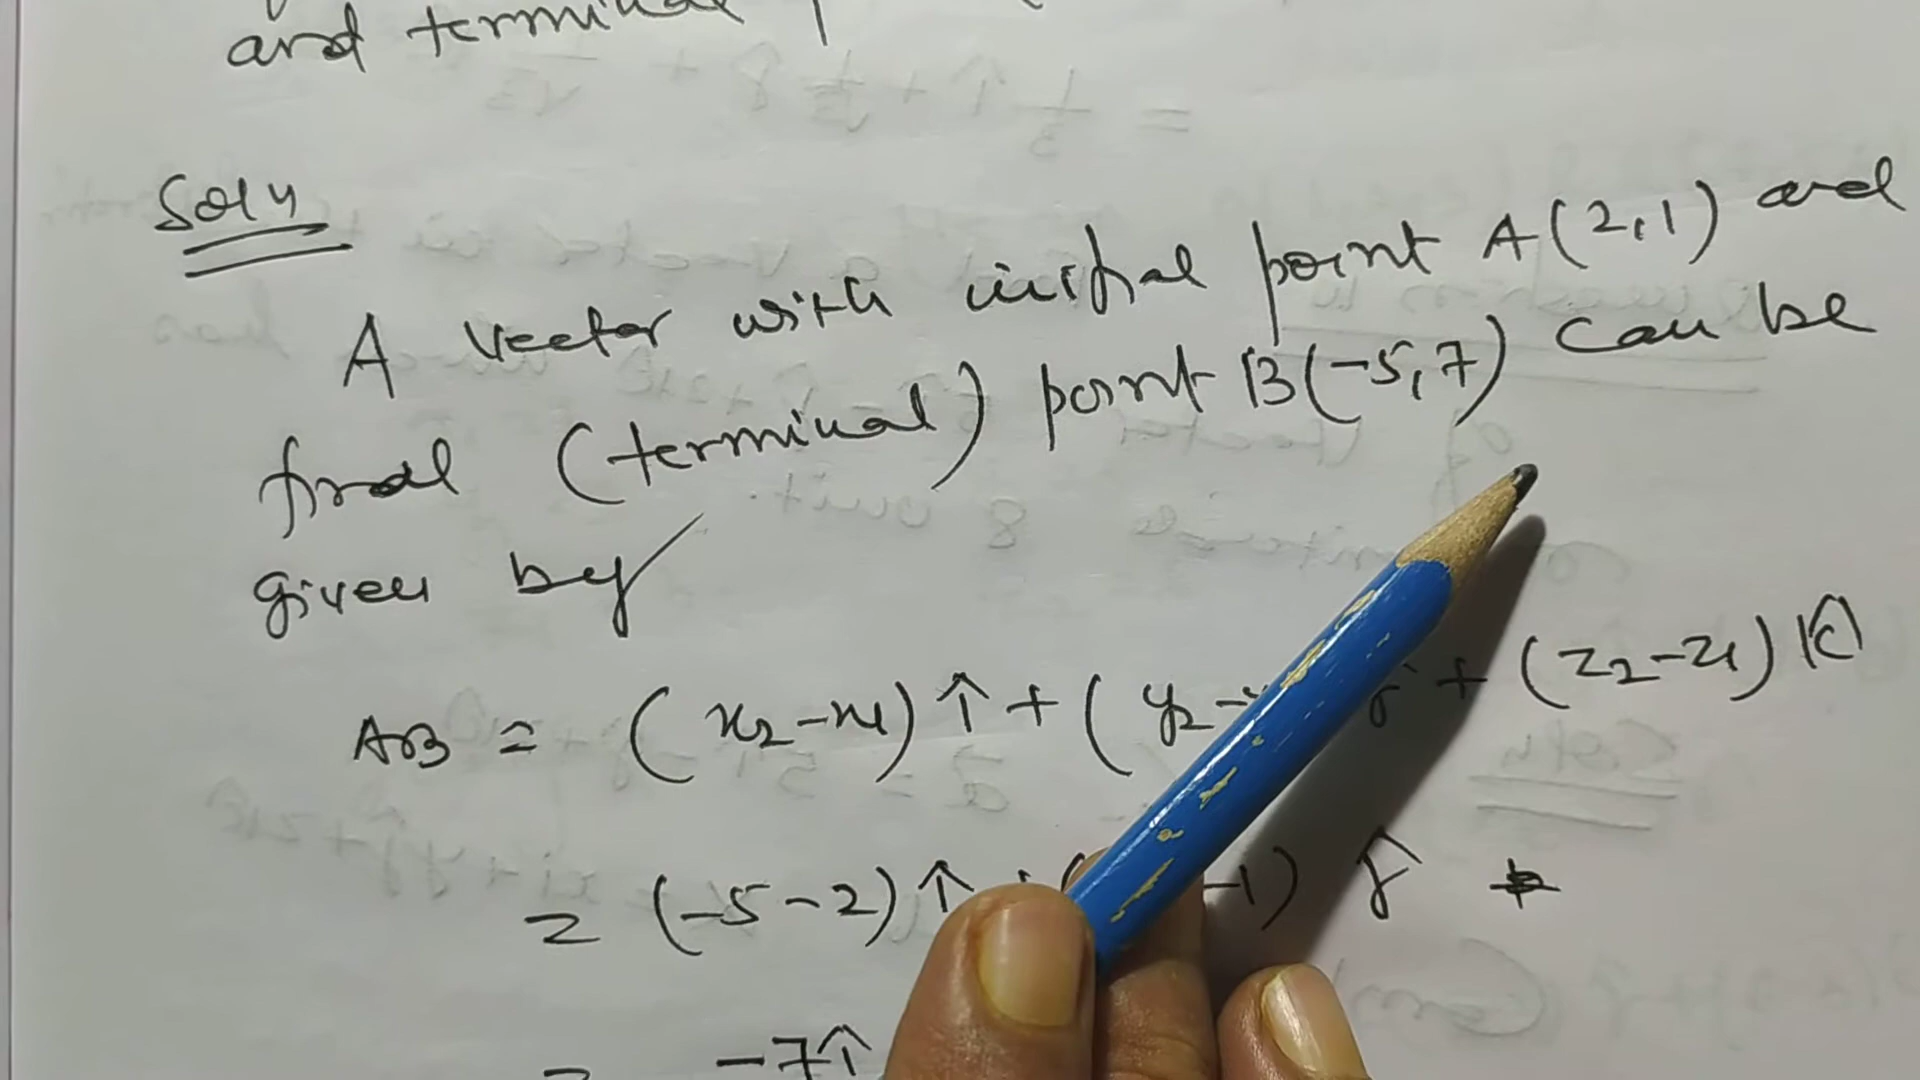 and terminal
Soln
A vector with initial point A(2,1) and
final (terminal) point B(-5,7) can be
given by
AB = (x₂-x₁) î + (y₂- ĵ + (z₂-z₁) k̂
= (-5-2) î + ( -1) ĵ
= -7î